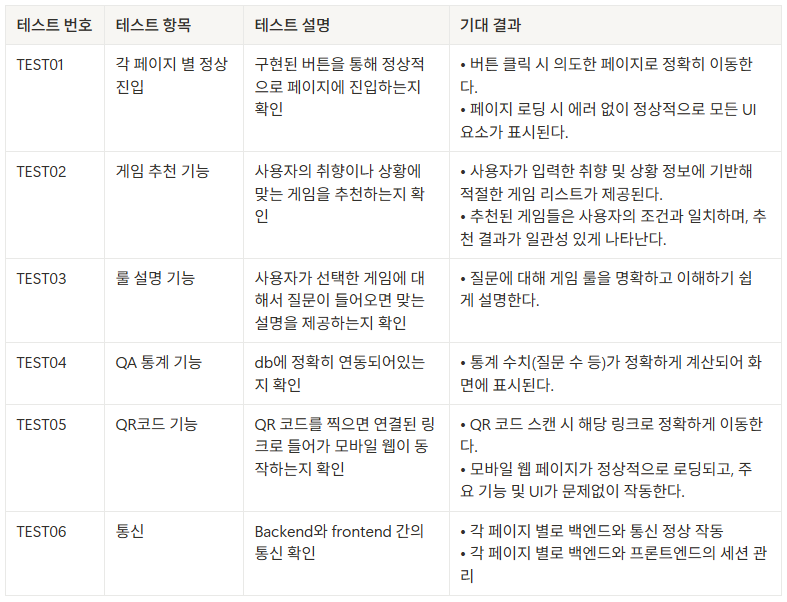 테스트 번호 테스트 항목 테스트 설명 기대 결과
TEST01
각 페이지 별 정상
진입
구현된 버튼을 통해 정상적
으로 페이지에 진입하는지
확인
• 버튼 클릭 시 의도한 페이지로 정확히 이동한
다.
• 페이지 로딩 시 에러 없이 정상적으로 모든 UI
요소가 표시된다.
TEST02
게임 추천 기능
사용자의 취향이나 상황에
맞는 게임을 추천하는지 확
인
• 사용자가 입력한 취향 및 상황 정보에 기반해
적절한 게임 리스트가 제공된다.
• 추천된 게임들은 사용자의 조건과 일치하며, 추
천 결과가 일관성 있게 나타난다.
TEST03
룰 설명 기능
사용자가 선택한 게임에 대
해서 질문이 들어오면 맞는
설명을 제공하는지 확인
• 질문에 대해 게임 룰을 명확하고 이해하기 쉽
게 설명한다.
TEST04
QA 통계 기능
db에 정확히 연동되어있는
지 확인
• 통계 수치(질문 수 등)가 정확하게 계산되어 화
면에 표시된다.
TEST05
QR코드 기능
QR 코드를 찍으면 연결된 링
크로 들어가 모바일 웹이 동
작하는지 확인
• QR 코드 스캔 시 해당 링크로 정확하게 이동한
다.
• 모바일 웹 페이지가 정상적으로 로딩되고, 주
요 기능 및 UI가 문제없이 작동한다.
TEST06
통신
Backend와 frontend 간의
통신 확인
• 각 페이지 별로 백엔드와 통신 정상 작동
• 각 페이지 별로 백엔드와 프론트엔드의 세션 관
리